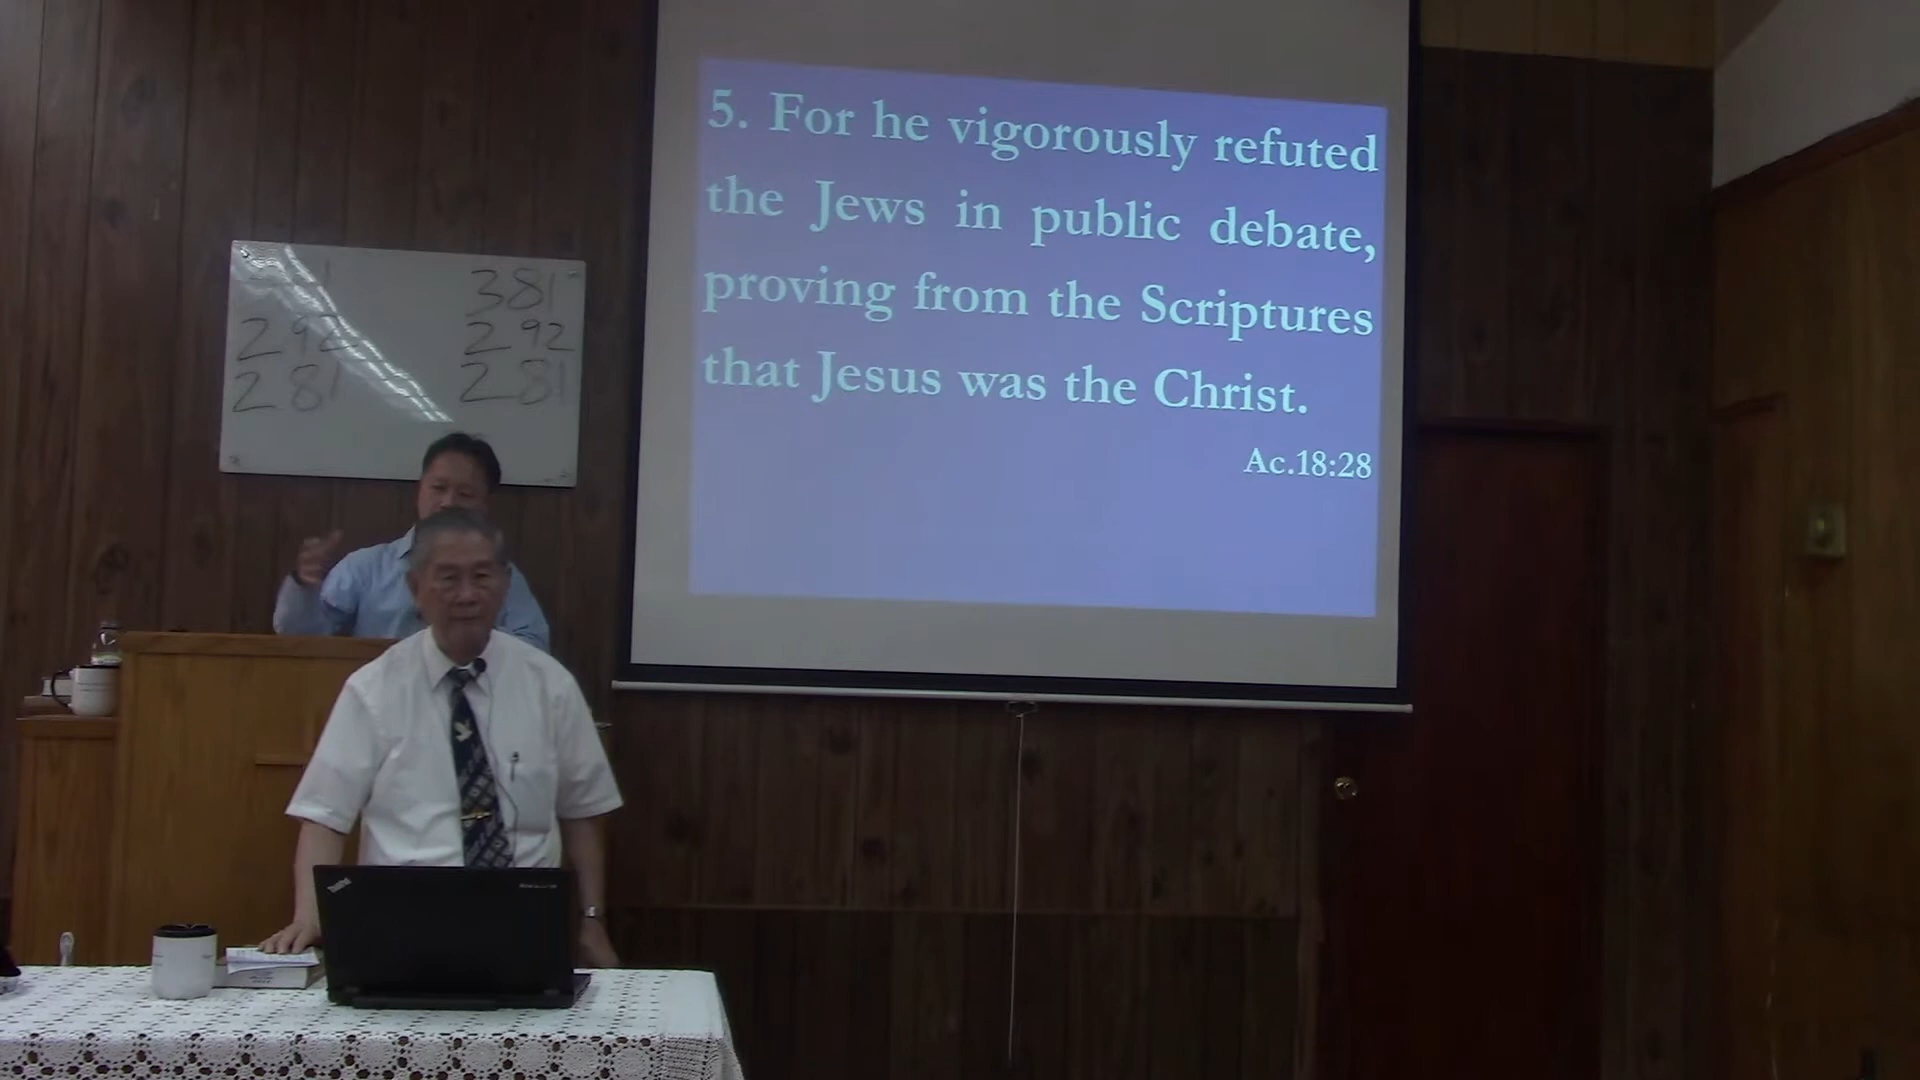 5. For he vigorously refuted
the Jews in public debate,
proving from the Scriptures
that Jesus was the Christ.
Ac.18:28
381
292
292
281
281
ThinkPad